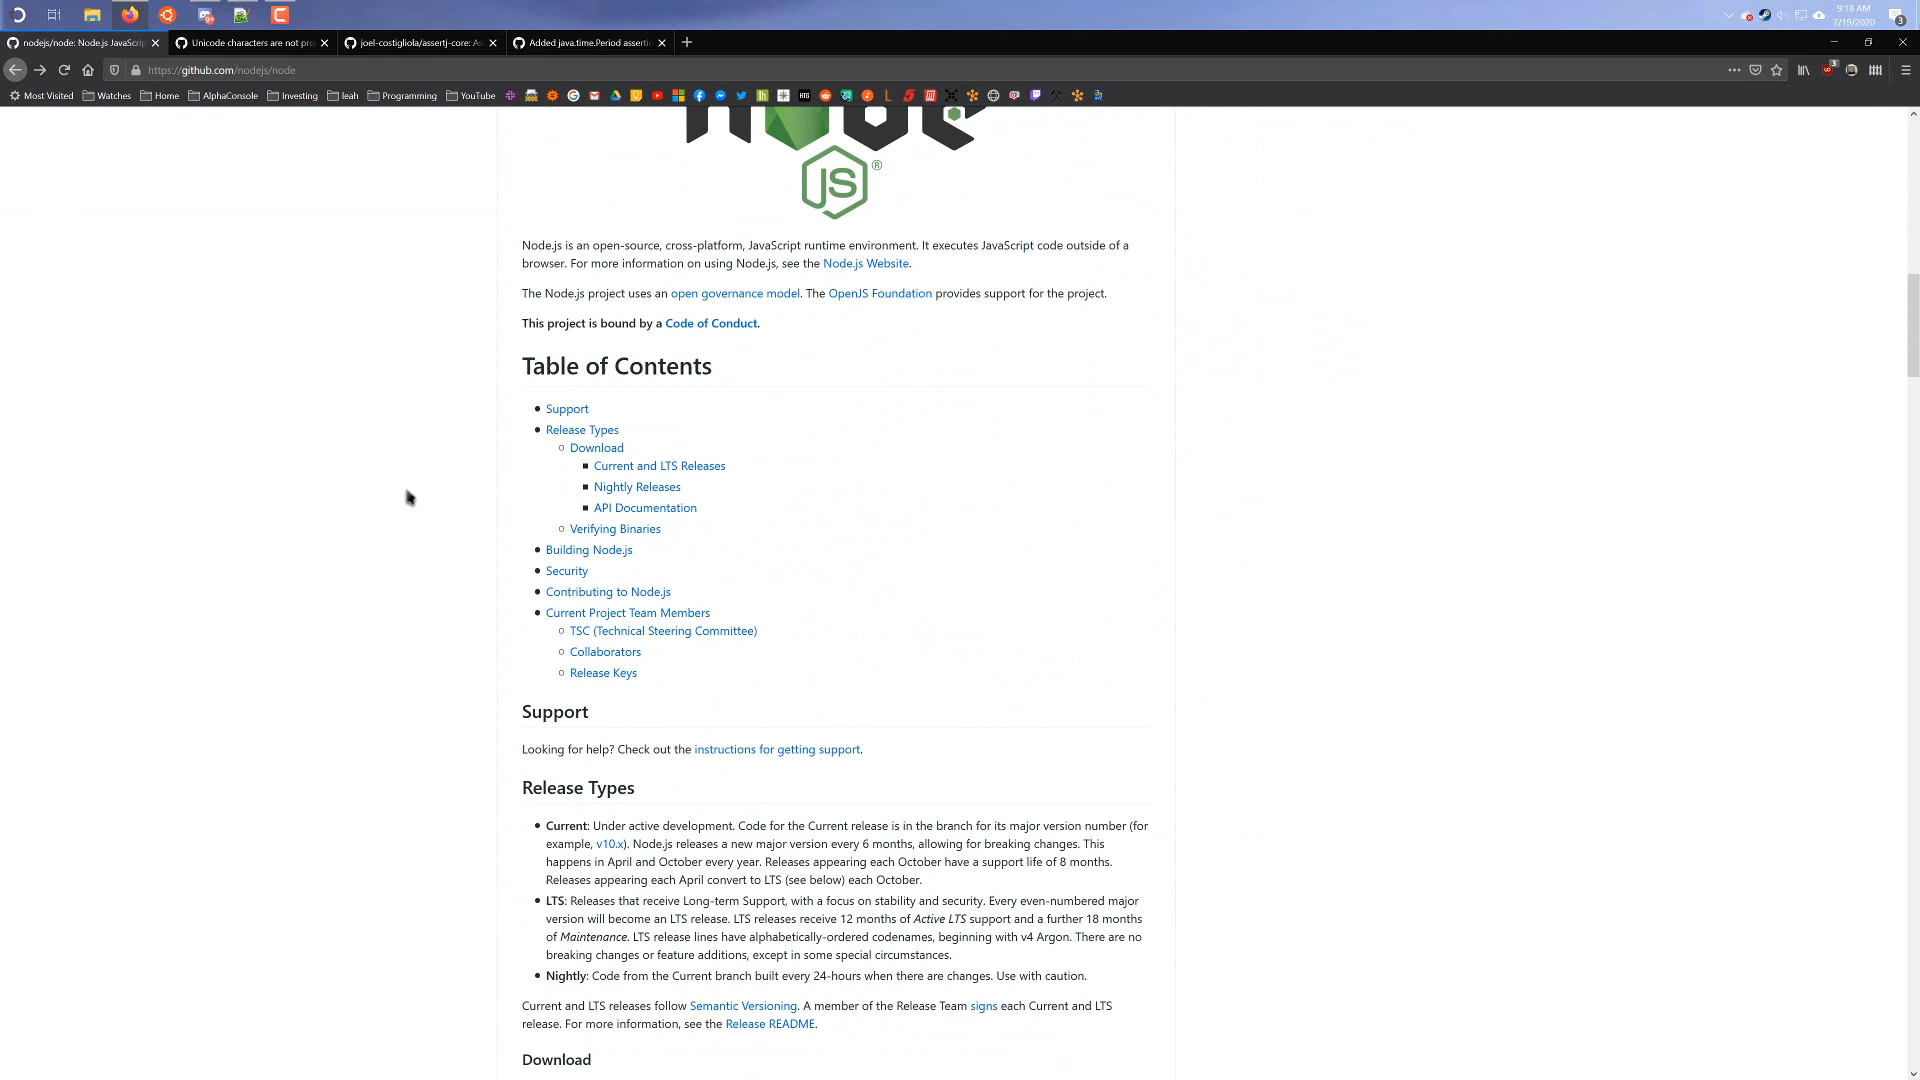 9:18 AM
7/19/2020
3
nodejs/node: Node.js JavaScrip
Unicode characters are not pro
joel-costigliola/assertj-core: As
Added java.time.Period asserti
https://github.com/nodejs/node
3
Most Visited
Watches
Home
AlphaConsole
Investing
leah
Programming
YouTube
node
JS
®
Node.js is an open-source, cross-platform, JavaScript runtime environment. It executes JavaScript code outside of a
browser. For more information on using Node.js, see the Node.js Website.
The Node.js project uses an open governance model. The OpenJS Foundation provides support for the project.
This project is bound by a Code of Conduct.
Table of Contents
Support
Release Types
Download
Current and LTS Releases
Nightly Releases
API Documentation
Verifying Binaries
Building Node.js
Security
Contributing to Node.js
Current Project Team Members
TSC (Technical Steering Committee)
Collaborators
Release Keys
Support
Looking for help? Check out the instructions for getting support.
Release Types
Current: Under active development. Code for the Current release is in the branch for its major version number (for
example, v10.x). Node.js releases a new major version every 6 months, allowing for breaking changes. This
happens in April and October every year. Releases appearing each October have a support life of 8 months.
Releases appearing each April convert to LTS (see below) each October.
LTS: Releases that receive Long-term Support, with a focus on stability and security. Every even-numbered major
version will become an LTS release. LTS releases receive 12 months of Active LTS support and a further 18 months
of Maintenance. LTS release lines have alphabetically-ordered codenames, beginning with v4 Argon. There are no
breaking changes or feature additions, except in some special circumstances.
Nightly: Code from the Current branch built every 24-hours when there are changes. Use with caution.
Current and LTS releases follow Semantic Versioning. A member of the Release Team signs each Current and LTS
release. For more information, see the Release README.
Download